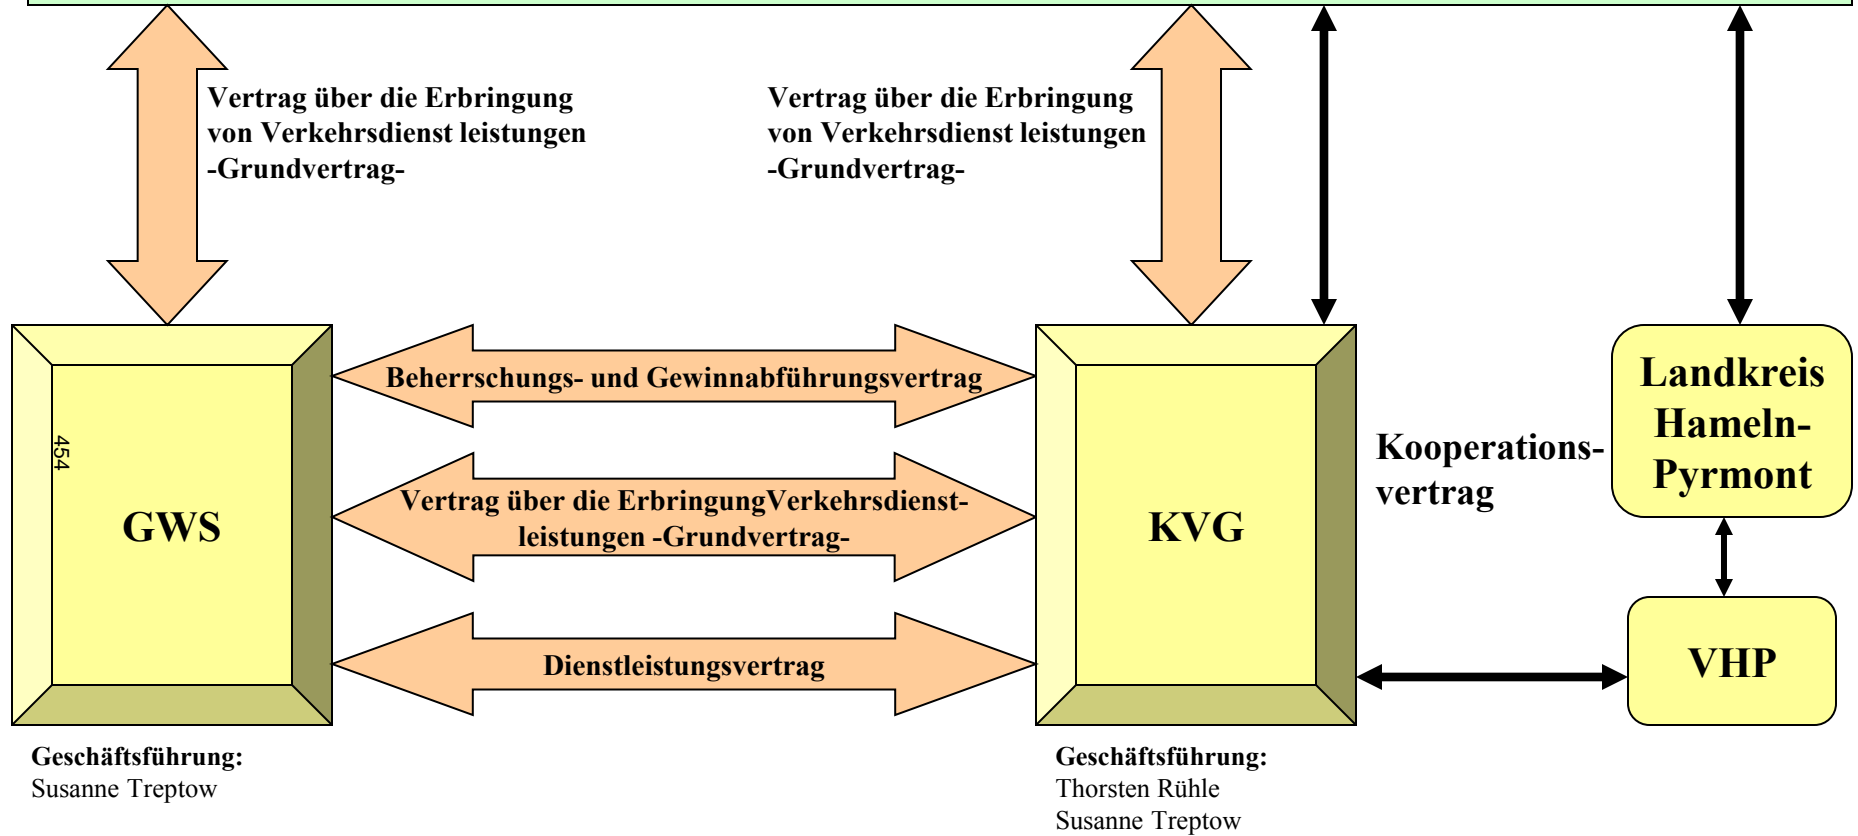 Vertrag über die Erbringung
von Verkehrsdienst leistungen
-Grundvertrag-
Vertrag über die Erbringung
von Verkehrsdienst leistungen
-Grundvertrag-
Beherrschungs- und Gewinnabführungsvertrag
Landkreis
Hameln-
Pyrmont
454
Kooperations-
vertrag
GWS
Vertrag über die ErbringungVerkehrsdienst-
leistungen -Grundvertrag-
KVG
Dienstleistungsvertrag
VHP
Geschäftsführung:
Susanne Treptow
Geschäftsführung:
Thorsten Rühle
Susanne Treptow